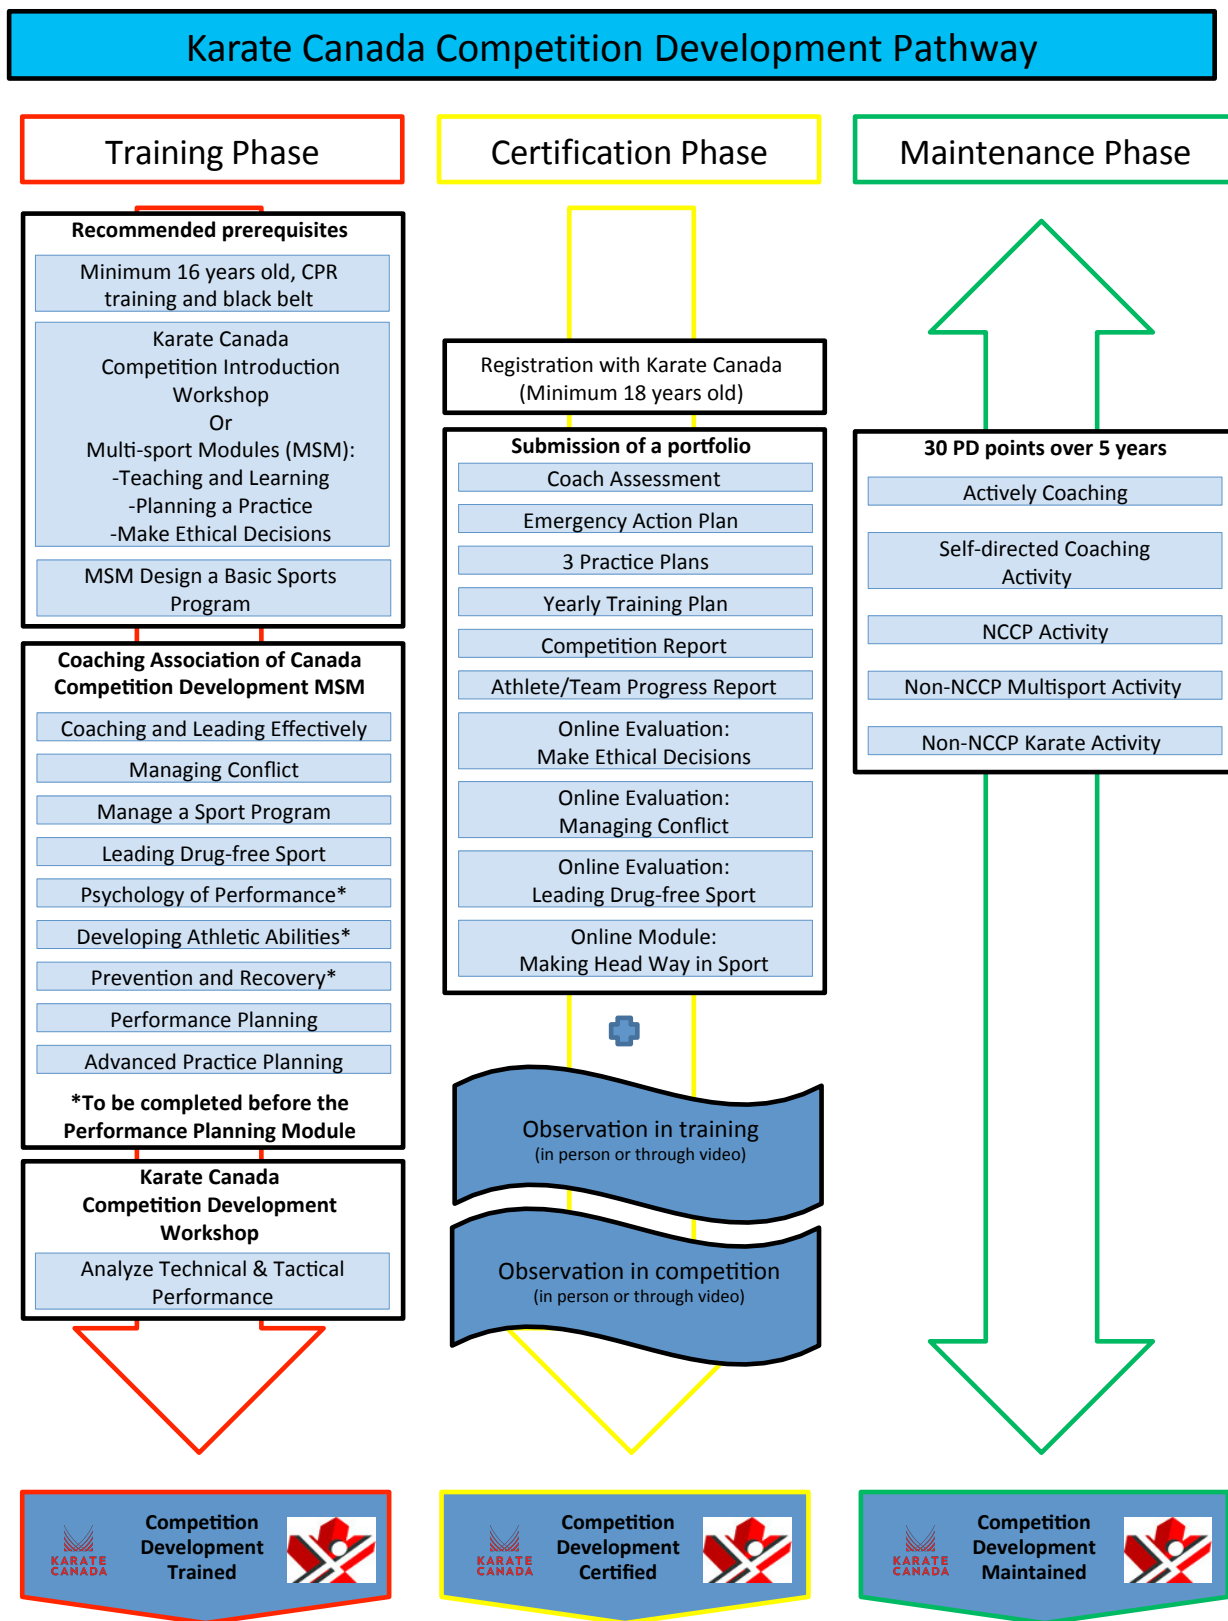 Karate Canada Competition Development Pathway
Training Phase
Recommended prerequisites
Minimum 16 years old, CPR
training and black belt
Karate Canada
Competition Introduction
Workshop
Or
Multi-sport Modules (MSM):
-Teaching and Learning
-Planning a Practice
-Make Ethical Decisions
MSM Design a Basic Sports
Program
Coaching Association of Canada
Competition Development MSM
Coaching and Leading Effectively
Managing Conflict
Manage a Sport Program
Leading Drug-free Sport
Psychology of Performance*
Developing Athletic Abilities*
Prevention and Recovery*
Performance Planning
Advanced Practice Planning
*To be completed before the
Performance Planning Module
Karate Canada
Competition Development
Workshop
Analyze Technical & Tactical
Performance
KARATE
CANADA
Competition
Development
Trained
Certification Phase
Registration with Karate Canada
(Minimum 18 years old)
Submission of a portfolio
Coach Assessment
Emergency Action Plan
3 Practice Plans
Yearly Training Plan
Competition Report
Athlete/Team Progress Report
Online Evaluation:
Make Ethical Decisions
Online Evaluation:
Managing Conflict
Online Evaluation:
Leading Drug-free Sport
Online Module:
Making Head Way in Sport
Observation in training
(in person or through video)
Observation in competition
(in person or through video)
KARATE
CANADA
Competition
Development
Certified
Maintenance Phase
30 PD points over 5 years
Actively Coaching
Self-directed Coaching
Activity
NCCP Activity
Non-NCCP Multisport Activity
Non-NCCP Karate Activity
KARATE
CANADA
Competition
Development
Maintained